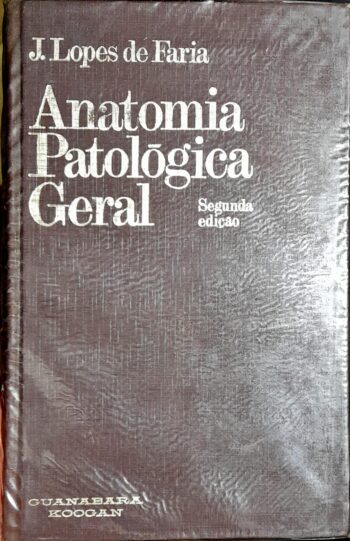 J. Lopes de Faria
Anatomia
Patológica
Geral
Segunda
edição
GUANABARA
KOOGAN